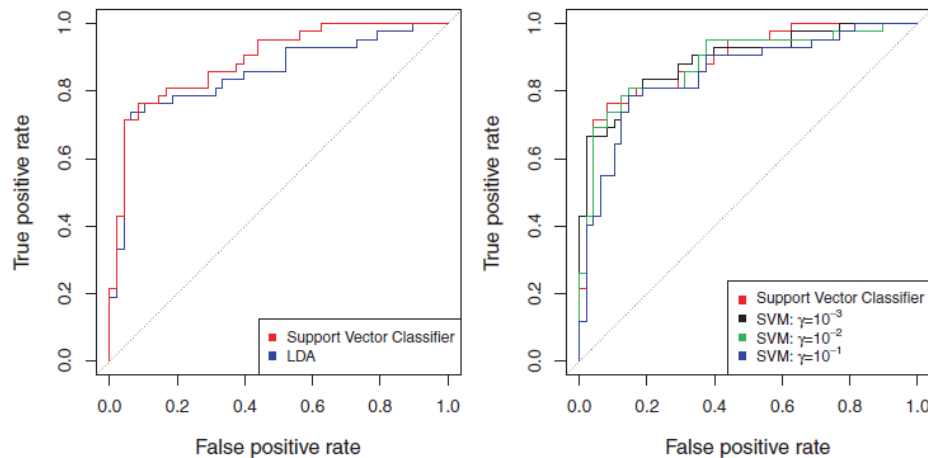 True positive rate
1.0
0.8
0.6
0.4
0.2
0.0
Support Vector Classifier
LDA
0.0 0.2 0.4 0.6 0.8 1.0
False positive rate
True positive rate
1.0
0.8
0.6
0.4
0.2
0.0
Support Vector Classifier
SVM: γ=10⁻³
SVM: γ=10⁻²
SVM: γ=10⁻¹
0.0 0.2 0.4 0.6 0.8 1.0
False positive rate